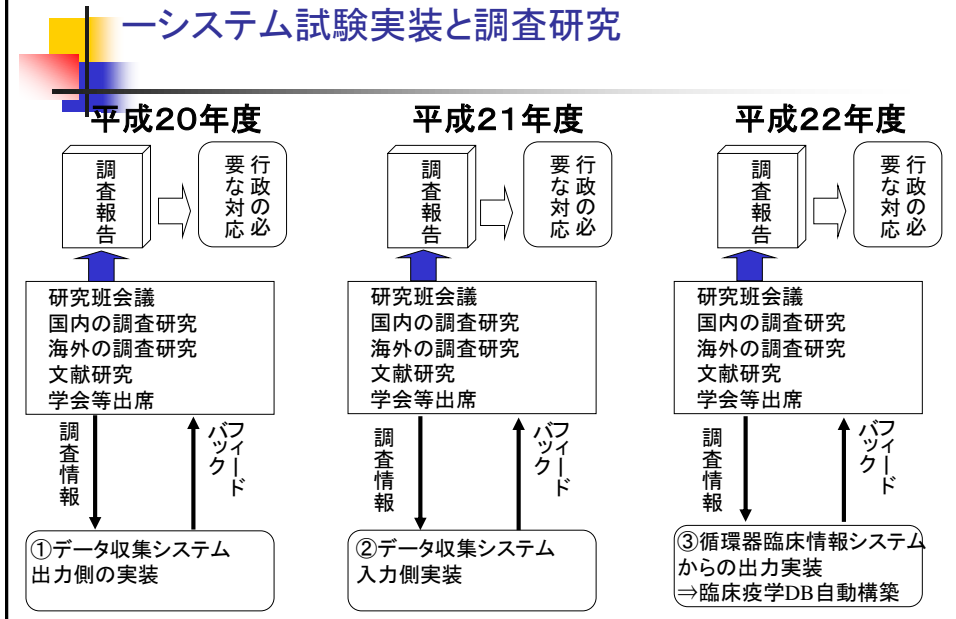 ーシステム試験実装と調査研究
平成20年度
調査報告
行政の必
要な対応
研究班会議
国内の調査研究
海外の調査研究
文献研究
学会等出席
調査情報
フィード
バック
①データ収集システム
出力側の実装
平成21年度
調査報告
行政の必
要な対応
研究班会議
国内の調査研究
海外の調査研究
文献研究
学会等出席
調査情報
フィード
バック
②データ収集システム
入力側実装
平成22年度
調査報告
行政の必
要な対応
研究班会議
国内の調査研究
海外の調査研究
文献研究
学会等出席
調査情報
フィード
バック
③循環器臨床情報システム
からの出力実装
⇒臨床疫学DB自動構築